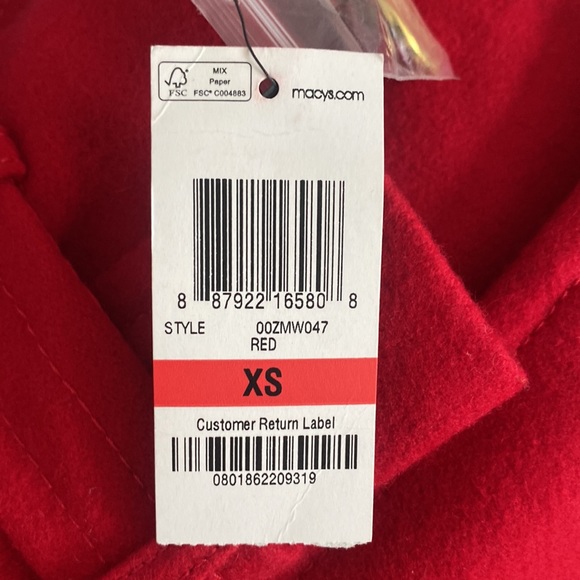 FSC
MIX
Paper
FSC® C004883
macys.com
8 87922 16580 8
STYLE 00ZMW047
RED
XS
Customer Return Label
0801862209319